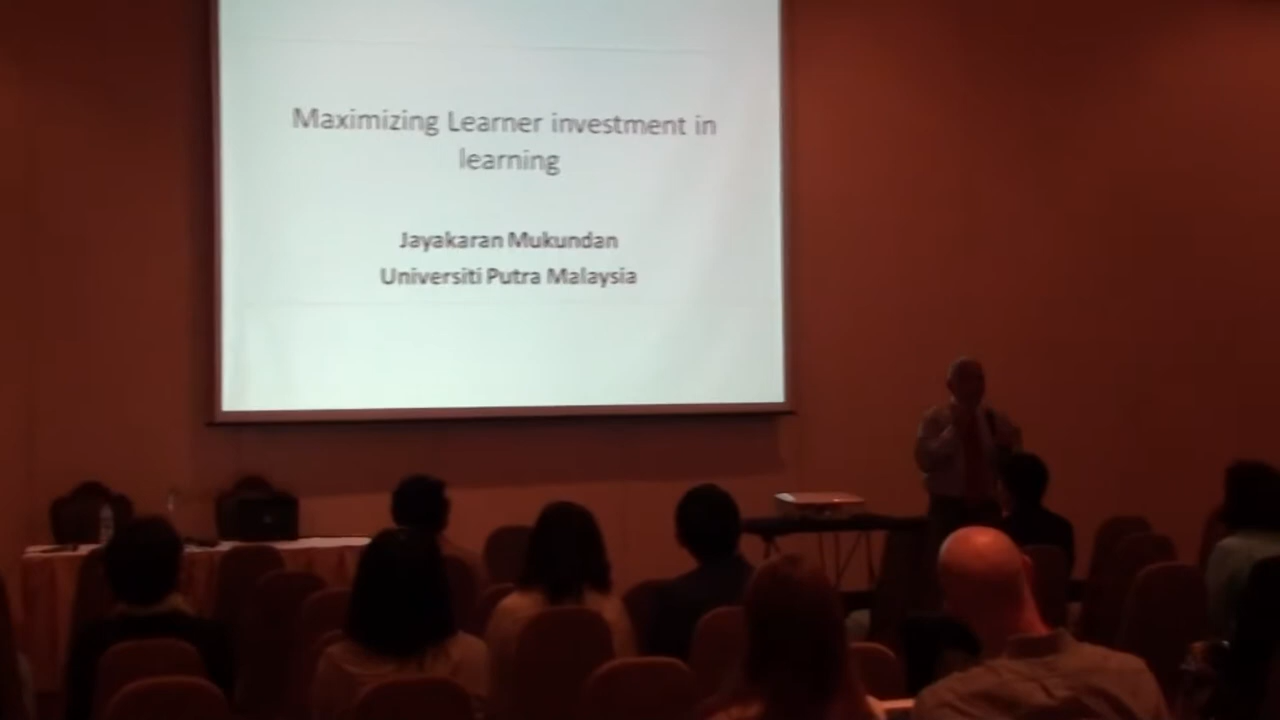 Maximizing Learner investment in
learning
Jayakaran Mukundan
Universiti Putra Malaysia